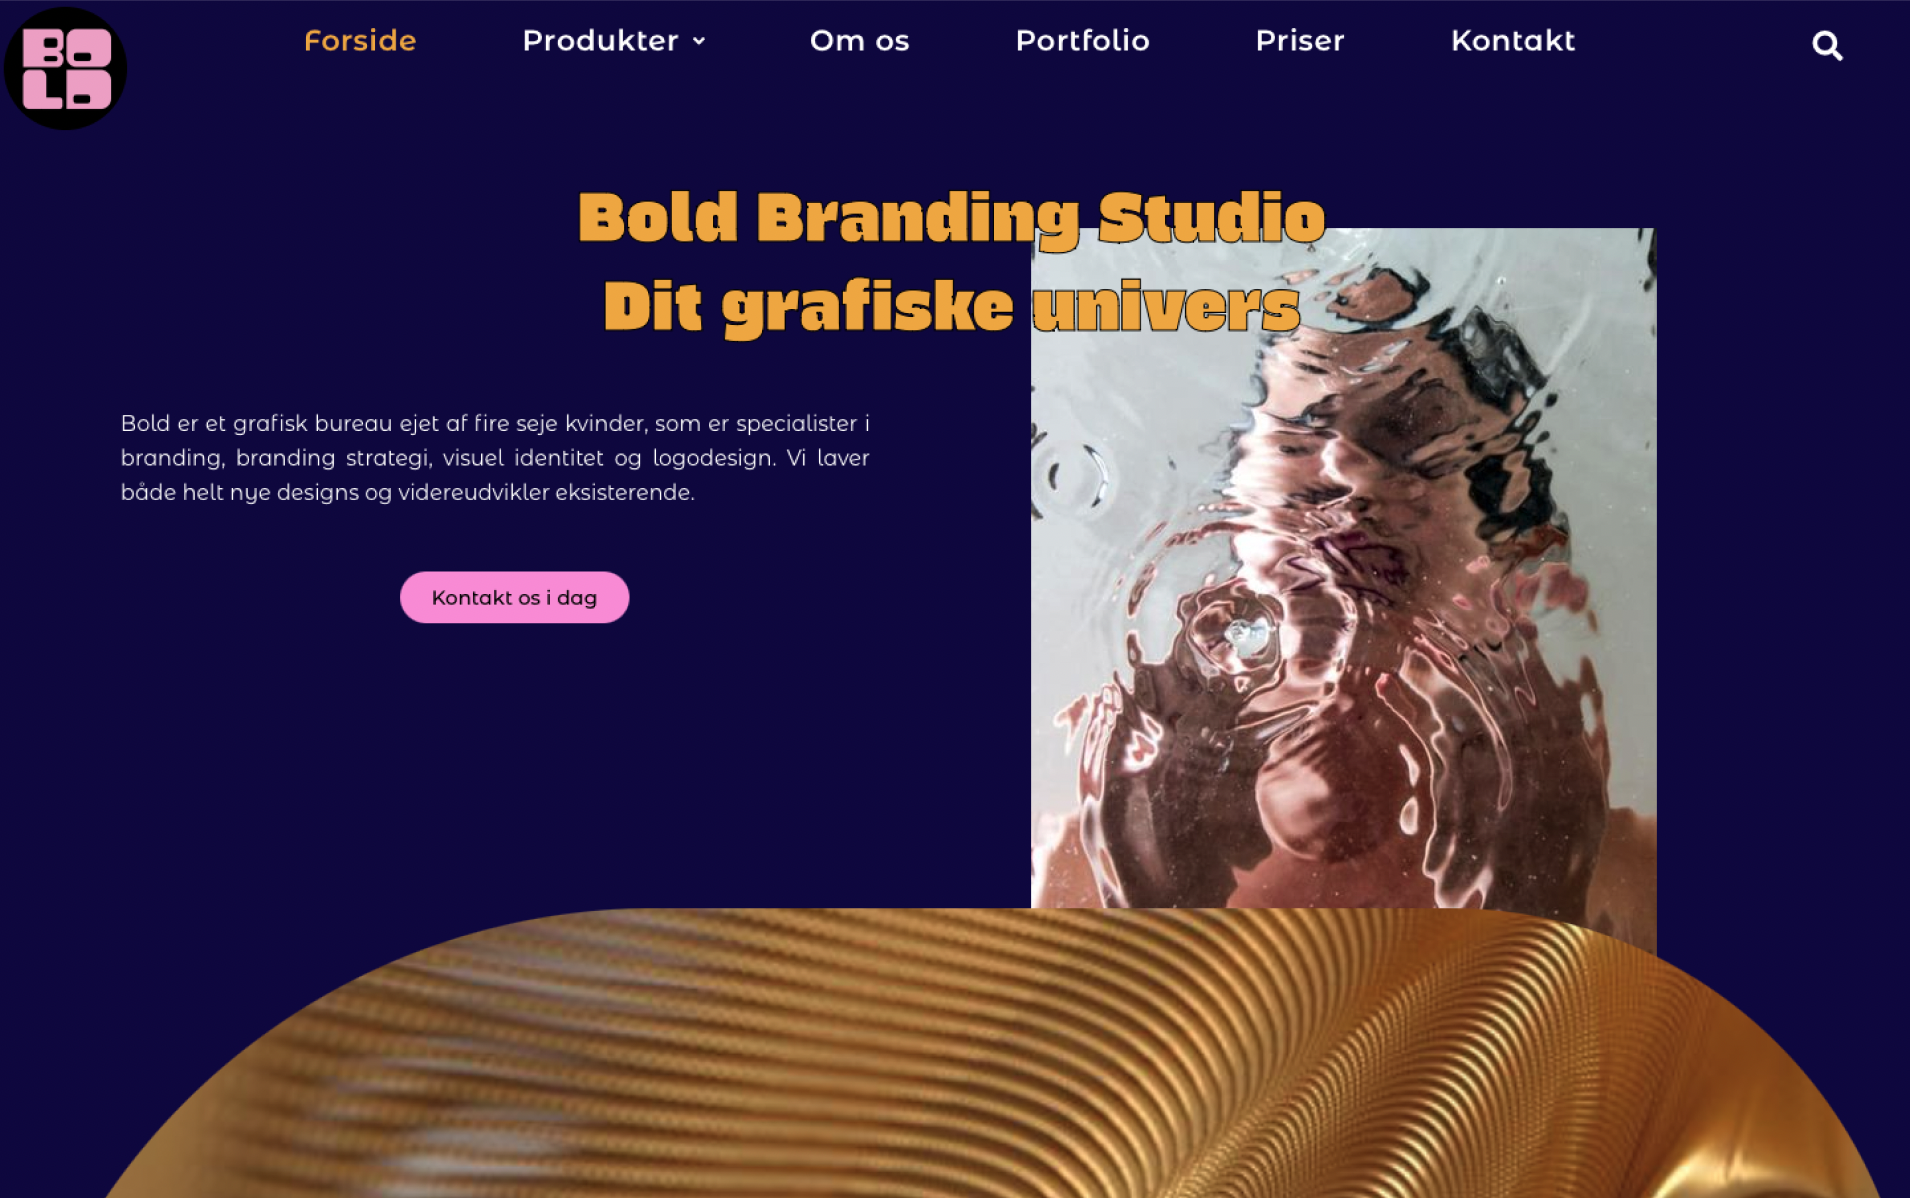 BO
LD
Forside
Produkter
Om os
Portfolio
Priser
Kontakt
Bold Branding Studio
Dit grafiske univers
Bold er et grafisk bureau ejet af fire seje kvinder, som er specialister i
branding, branding strategi, visuel identitet og logodesign. Vi laver
både helt nye designs og videreudvikler eksisterende.
Kontakt os i dag